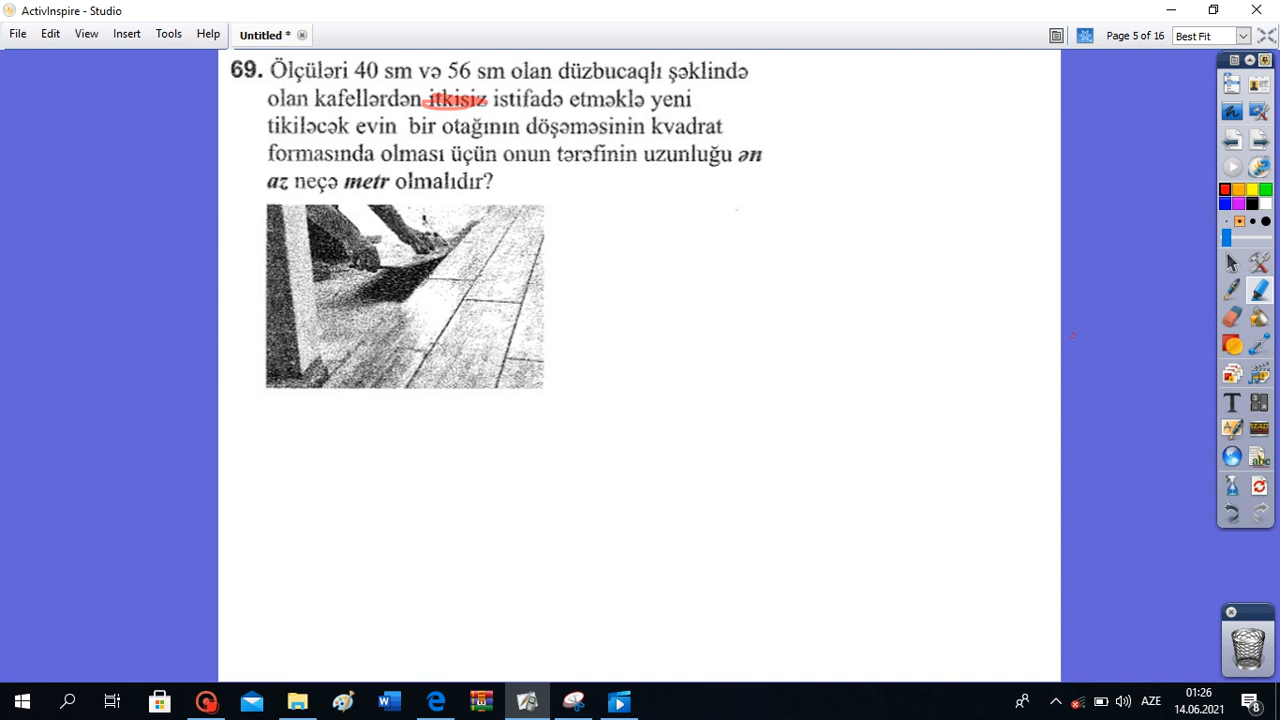 ActivInspire - Studio
File Edit View Insert Tools Help Untitled * Page 5 of 16 Best Fit
69. Ölçüləri 40 sm və 56 sm olan düzbucaqlı şəklində
olan kafellərdən itkisiz istifadə etməklə yeni
tikiləcək evin bir otağının döşəməsinin kvadrat
formasında olması üçün onun tərəfinin uzunluğu ən
az neçə metr olmalıdır?
AZE
01:26
14.06.2021
8